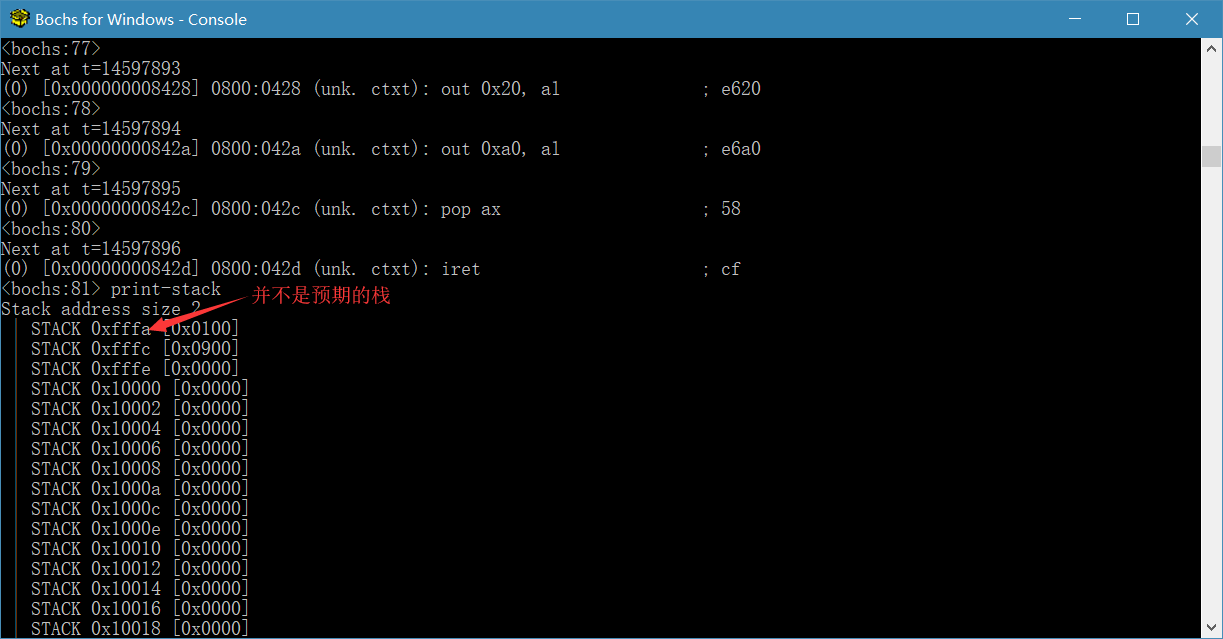 Bochs for Windows - Console
<bochs:77>
Next at t=14597893
(0) [0x000000008428] 0800:0428 (unk. ctxt): out 0x20, al ; e620
<bochs:78>
Next at t=14597894
(0) [0x00000000842a] 0800:042a (unk. ctxt): out 0xa0, al ; e6a0
<bochs:79>
Next at t=14597895
(0) [0x00000000842c] 0800:042c (unk. ctxt): pop ax ; 58
<bochs:80>
Next at t=14597896
(0) [0x00000000842d] 0800:042d (unk. ctxt): iret ; cf
<bochs:81> print-stack
并不是预期的栈
Stack address size 2
| STACK 0xfffa [0x0100]
| STACK 0xfffc [0x0900]
| STACK 0xfffe [0x0000]
| STACK 0x10000 [0x0000]
| STACK 0x10002 [0x0000]
| STACK 0x10004 [0x0000]
| STACK 0x10006 [0x0000]
| STACK 0x10008 [0x0000]
| STACK 0x1000a [0x0000]
| STACK 0x1000c [0x0000]
| STACK 0x1000e [0x0000]
| STACK 0x10010 [0x0000]
| STACK 0x10012 [0x0000]
| STACK 0x10014 [0x0000]
| STACK 0x10016 [0x0000]
| STACK 0x10018 [0x0000]